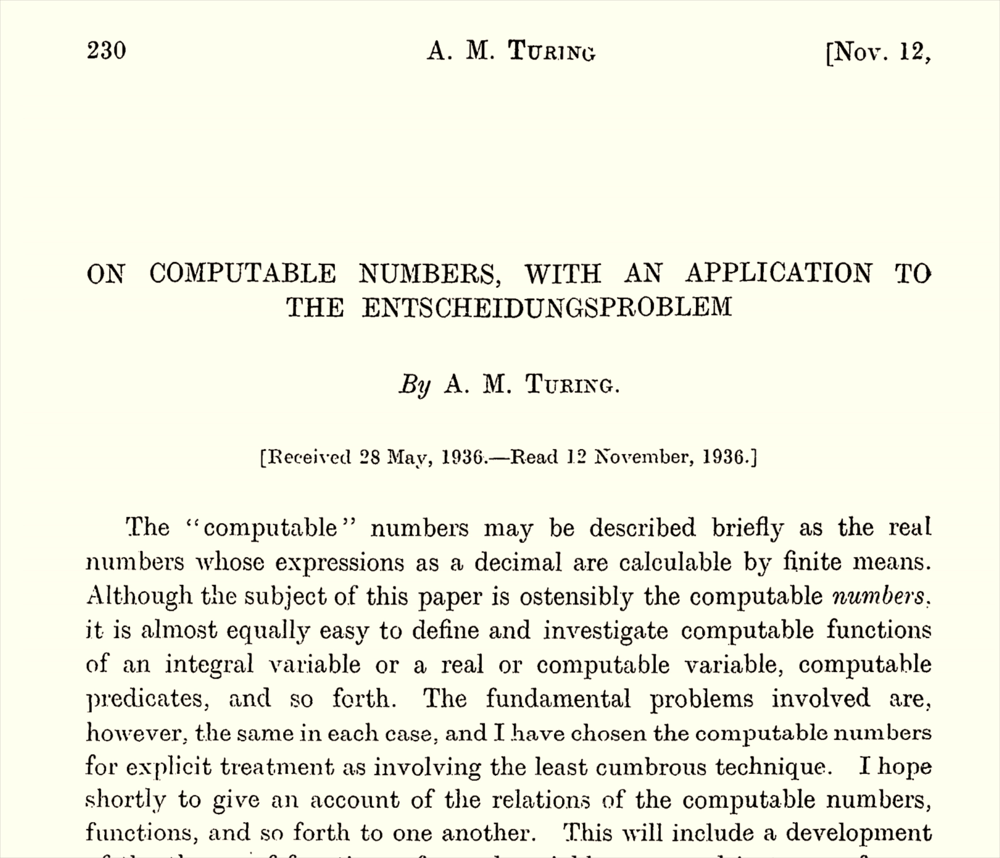 230 A. M. TURING [Nov. 12,
ON COMPUTABLE NUMBERS, WITH AN APPLICATION TO
THE ENTSCHEIDUNGSPROBLEM
By A. M. TURING.
[Received 28 May, 1936.—Read 12 November, 1936.]
The “computable” numbers may be described briefly as the real
numbers whose expressions as a decimal are calculable by finite means.
Although the subject of this paper is ostensibly the computable numbers,
it is almost equally easy to define and investigate computable functions
of an integral variable or a real or computable variable, computable
predicates, and so forth. The fundamental problems involved are,
however, the same in each case, and I have chosen the computable numbers
for explicit treatment as involving the least cumbrous technique. I hope
shortly to give an account of the relations of the computable numbers,
functions, and so forth to one another. This will include a development